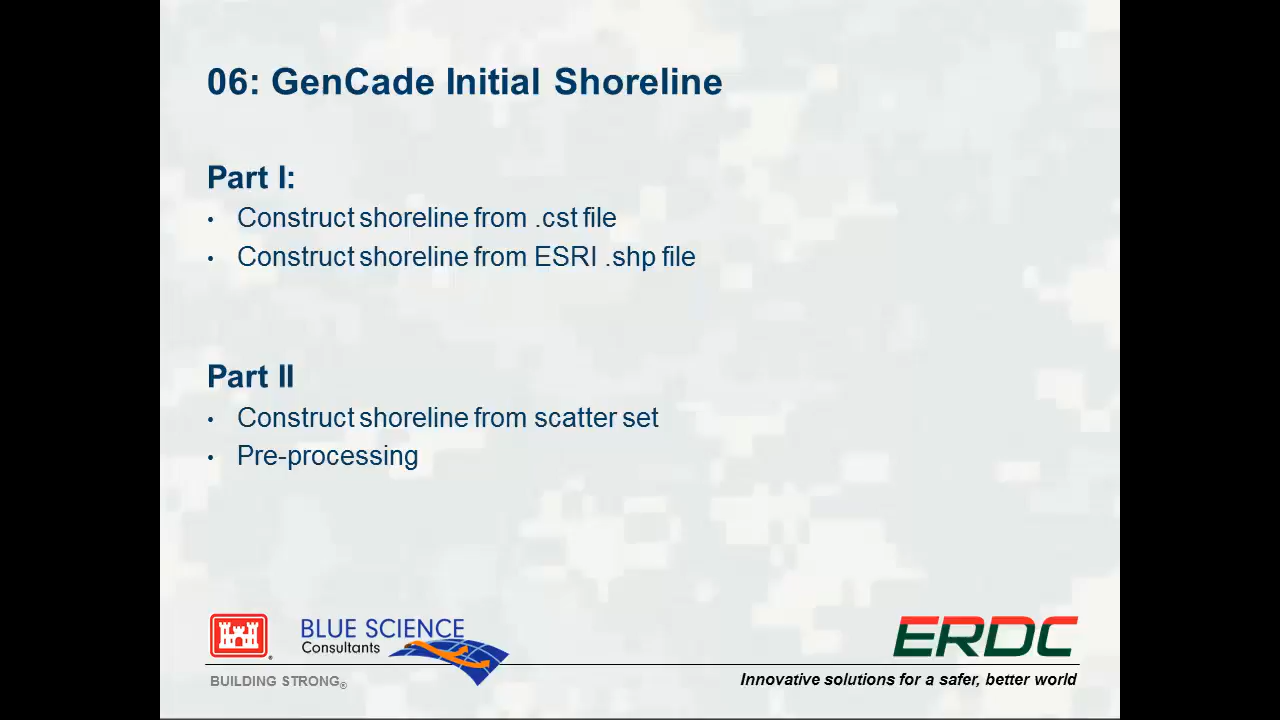 06: GenCade Initial Shoreline
Part I:
• Construct shoreline from .cst file
• Construct shoreline from ESRI .shp file
Part II
• Construct shoreline from scatter set
• Pre-processing
BLUE SCIENCE
Consultants
ERDC
BUILDING STRONG®
Innovative solutions for a safer, better world